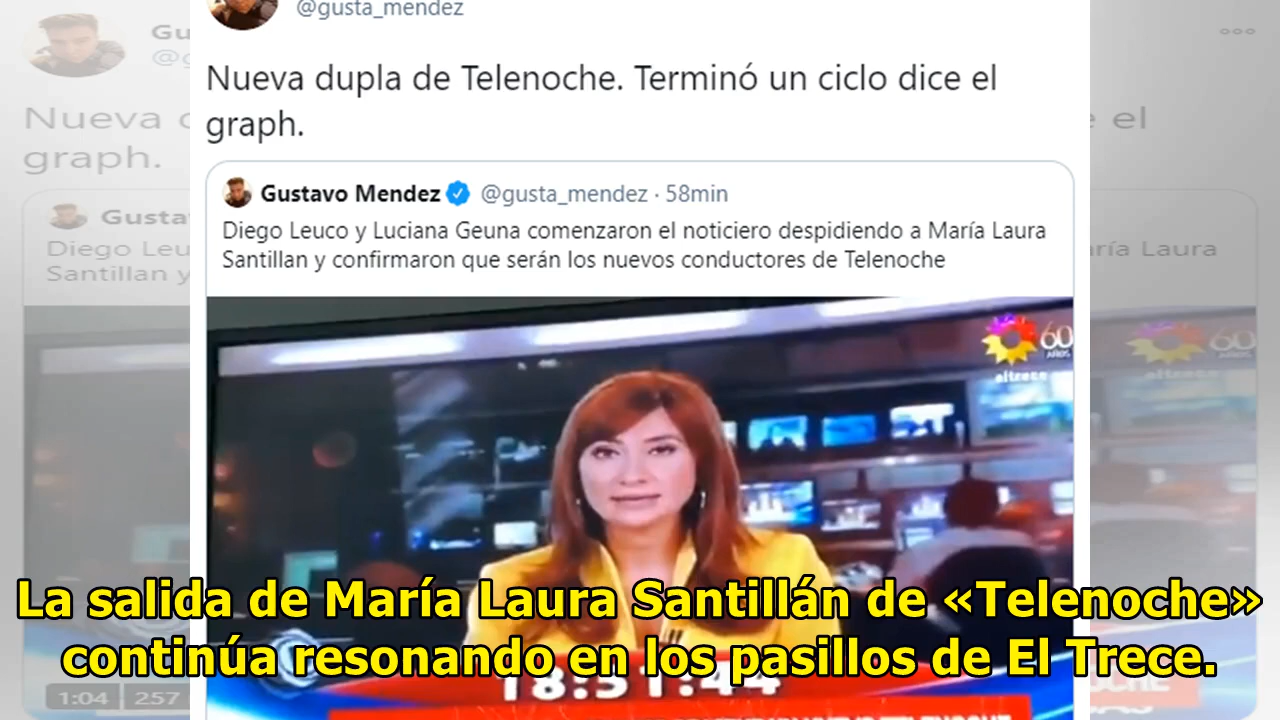 @gusta_mendez
Nueva dupla de Telenoche. Terminó un ciclo dice el
graph.
Gustavo Mendez @gusta_mendez · 58min
Diego Leuco y Luciana Geuna comenzaron el noticiero despidiendo a María Laura
Santillan y confirmaron que serán los nuevos conductores de Telenoche
60
AÑOS
eltrece
La salida de María Laura Santillán de «Telenoche»
continúa resonando en los pasillos de El Trece.
18:51:44
1:04
257